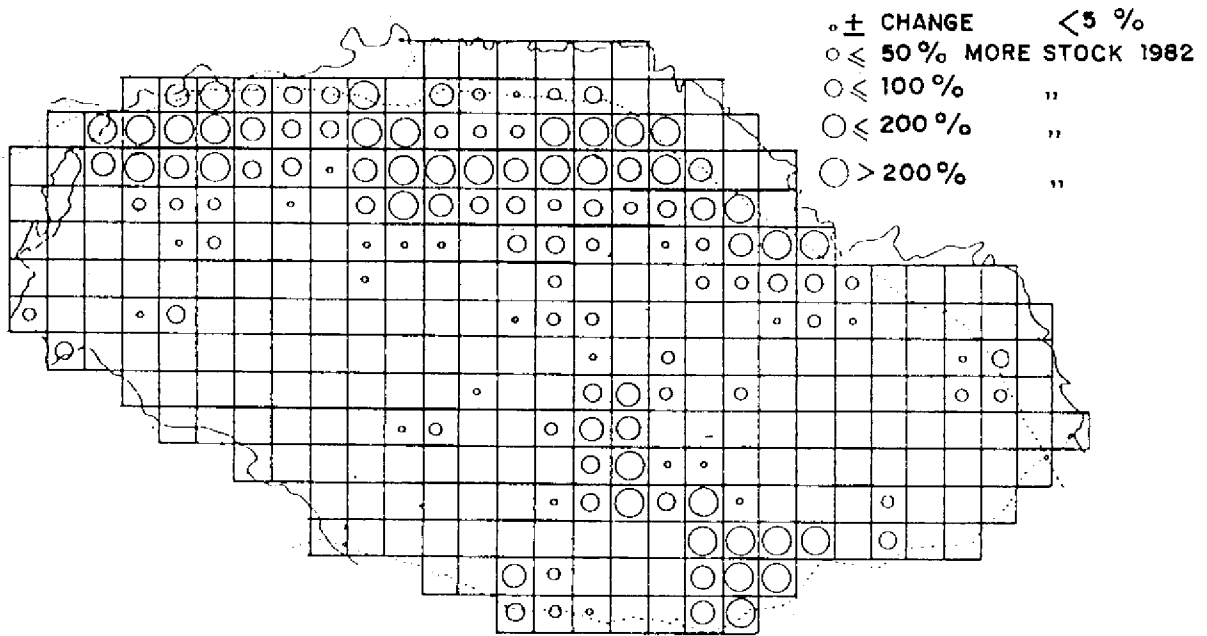 ± CHANGE <5 %
≤ 50% MORE STOCK 1982
≤ 100% „
≤ 200% „
> 200% „